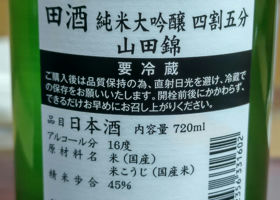 田酒 純米大吟醸 四割五分
山田錦
要冷蔵
ご購入後は品質保持の為、直射日光を避け、冷蔵で
の保存をお願いいたします。開栓前後にかかわらず、
できるだけお早めにお召し上がりください。
品目 日本酒 内容量 720ml
アルコール分 16度
原材料名 米(国産)
米こうじ(国産米)
精米歩合 45%